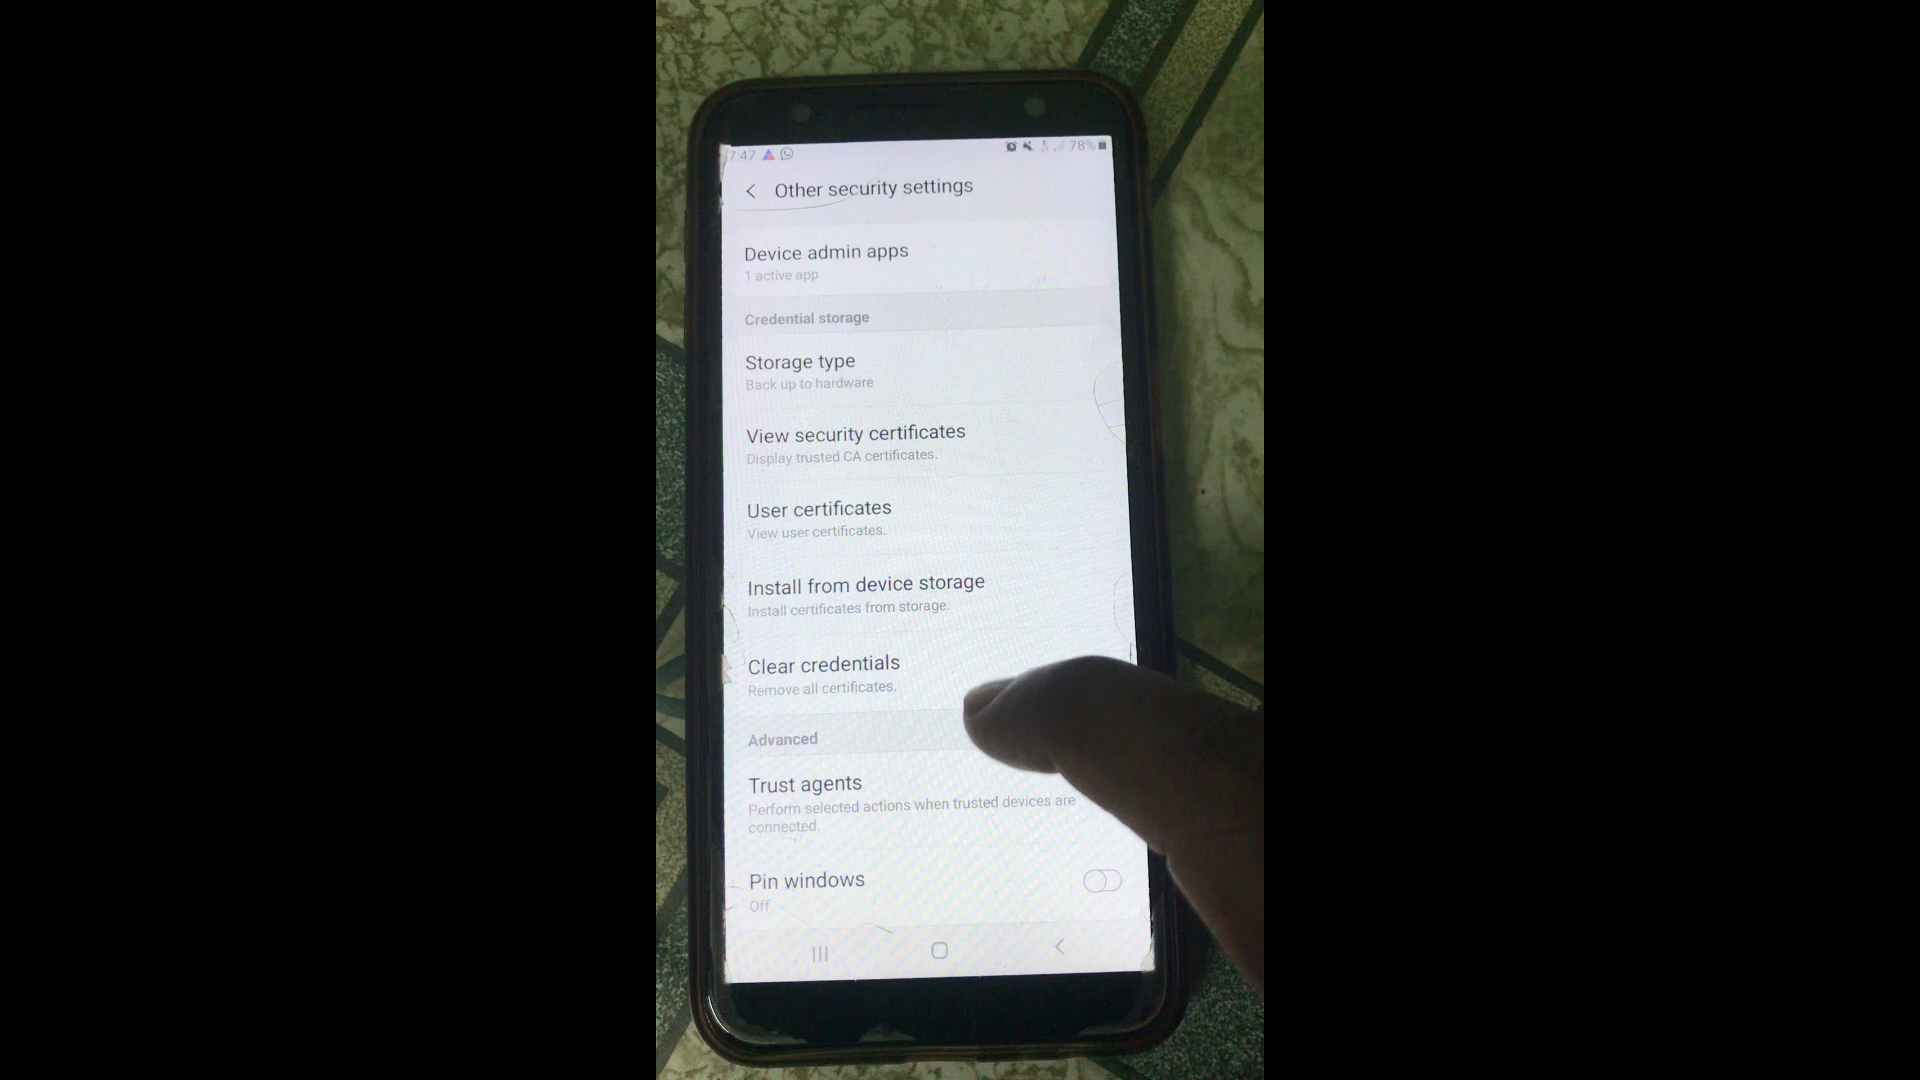 7:47
78%
Other security settings
Device admin apps
1 active app
Credential storage
Storage type
Back up to hardware
View security certificates
Display trusted CA certificates.
User certificates
View user certificates.
Install from device storage
Install certificates from storage.
Clear credentials
Remove all certificates.
Advanced
Trust agents
Perform selected actions when trusted devices are
connected.
Pin windows
Off